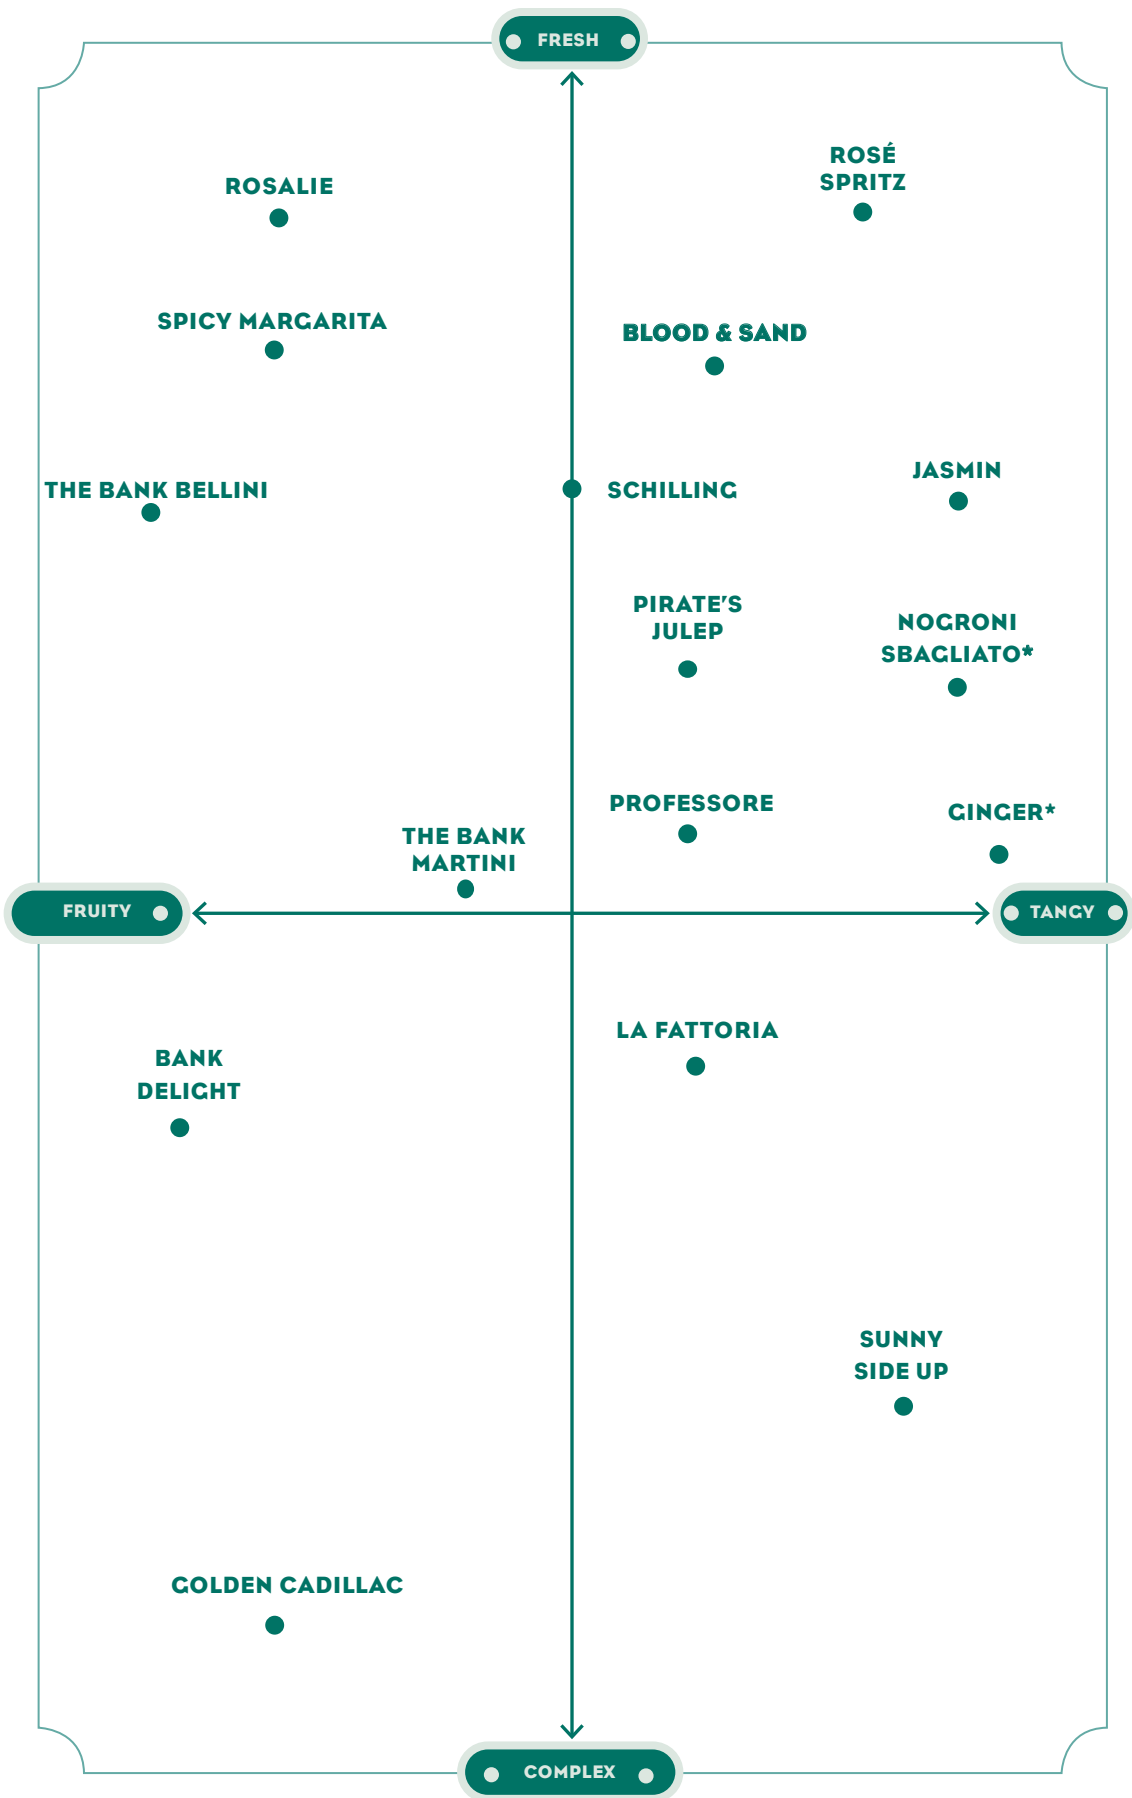 FRESH
ROSÉ
SPRITZ
ROSALIE
SPICY MARGARITA
BLOOD & SAND
JASMIN
THE BANK BELLINI
SCHILLING
PIRATE'S
JULEP
NOGRONI
SBAGLIATO*
PROFESSORE
GINGER*
THE BANK
MARTINI
FRUITY
TANGY
LA FATTORIA
BANK
DELIGHT
SUNNY
SIDE UP
GOLDEN CADILLAC
COMPLEX